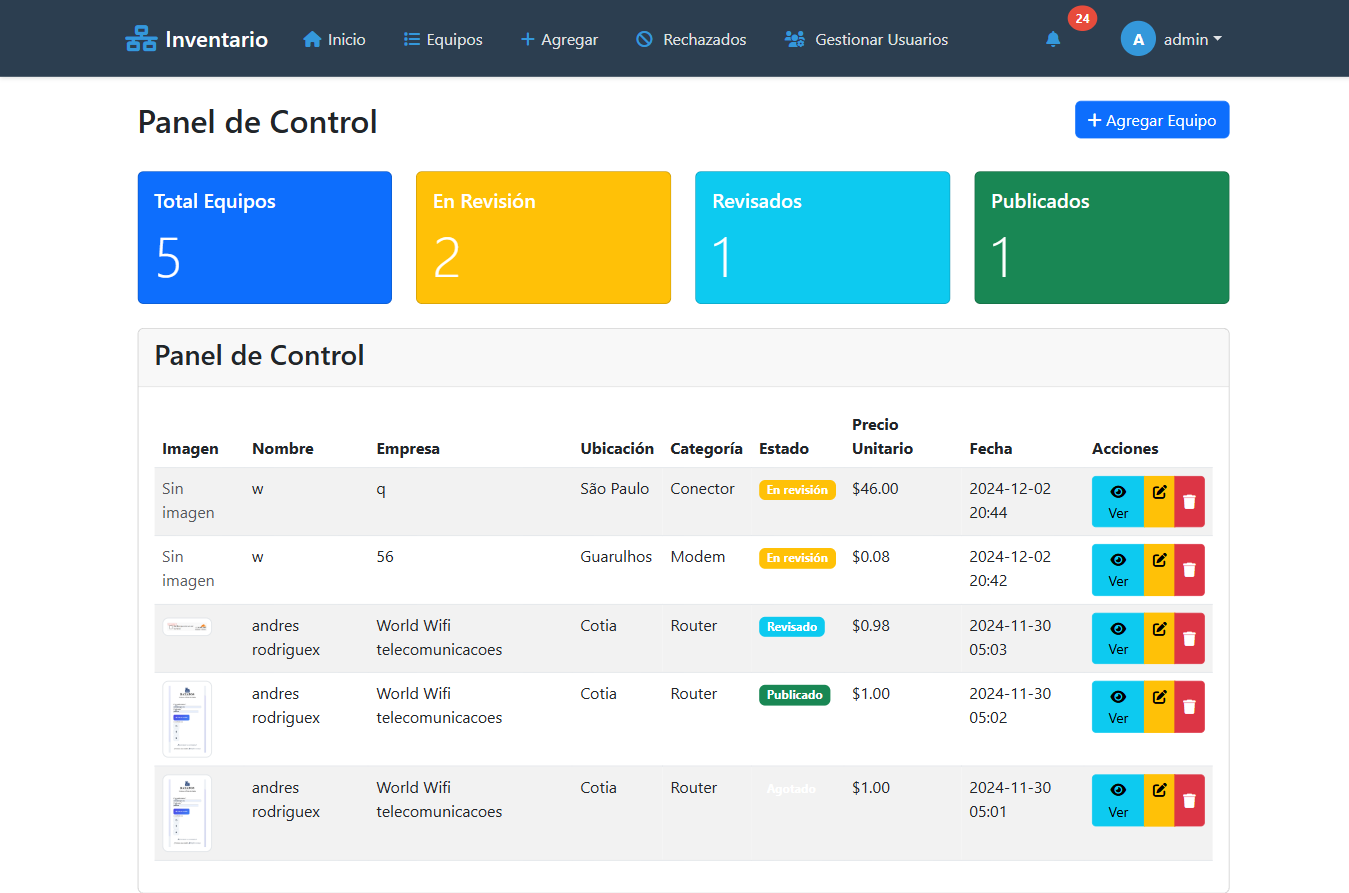 Inventario Inicio Equipos Agregar Rechazados Gestionar Usuarios 24 A admin
Panel de Control
Agregar Equipo
Total Equipos
5
En Revisión
2
Revisados
1
Publicados
1
Panel de Control
Imagen Nombre Empresa Ubicación Categoría Estado Precio Unitario Fecha Acciones
Sin imagen w q São Paulo Conector En revisión $46.00 2024-12-02 20:44 Ver
Sin imagen w 56 Guarulhos Modem En revisión $0.08 2024-12-02 20:42 Ver
andres rodriguex World Wifi telecomunicacoes Cotia Router Revisado $0.98 2024-11-30 05:03 Ver
andres rodriguex World Wifi telecomunicacoes Cotia Router Publicado $1.00 2024-11-30 05:02 Ver
andres rodriguex World Wifi telecomunicacoes Cotia Router Agotado $1.00 2024-11-30 05:01 Ver